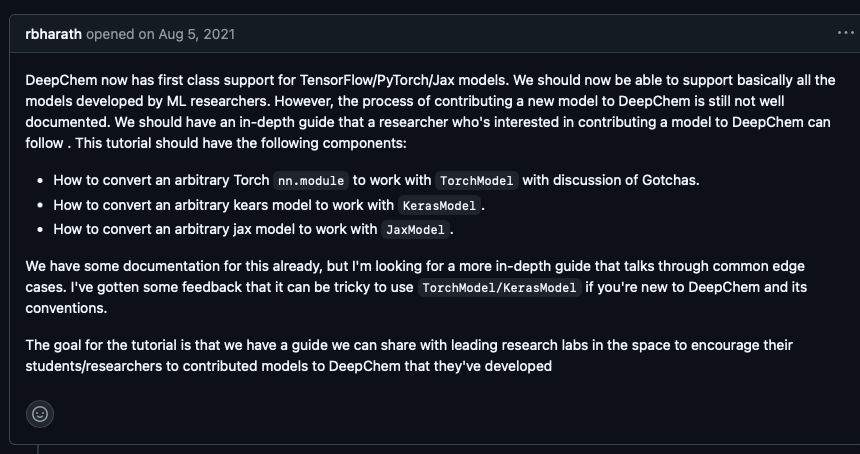 rbharath opened on Aug 5, 2021
DeepChem now has first class support for TensorFlow/PyTorch/Jax models. We should now be able to support basically all the
models developed by ML researchers. However, the process of contributing a new model to DeepChem is still not well
documented. We should have an in-depth guide that a researcher who's interested in contributing a model to DeepChem can
follow . This tutorial should have the following components:
• How to convert an arbitrary Torch nn.module to work with TorchModel with discussion of Gotchas.
• How to convert an arbitrary kears model to work with KerasModel.
• How to convert an arbitrary jax model to work with JaxModel.
We have some documentation for this already, but I'm looking for a more in-depth guide that talks through common edge
cases. I've gotten some feedback that it can be tricky to use TorchModel/KerasModel if you're new to DeepChem and its
conventions.
The goal for the tutorial is that we have a guide we can share with leading research labs in the space to encourage their
students/researchers to contributed models to DeepChem that they've developed